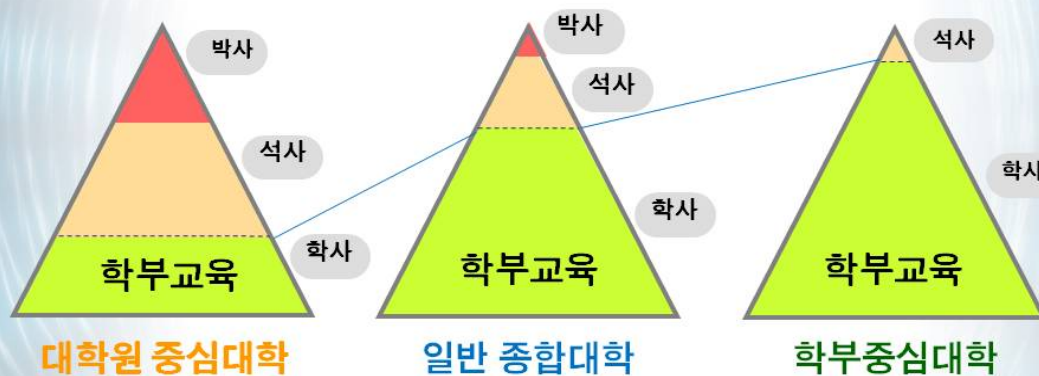 박사
석사
학사
학부교육
대학원 중심대학
박사
석사
학사
학부교육
일반 종합대학
석사
학사
학부교육
학부중심대학